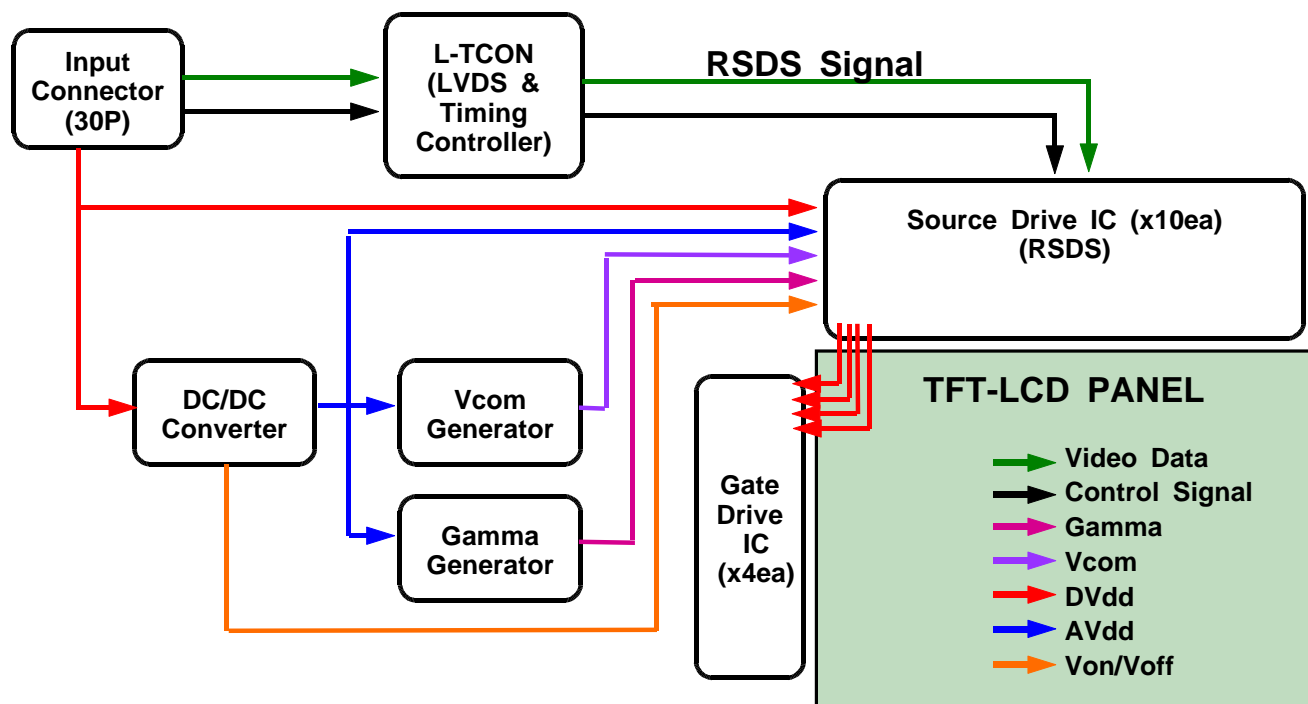 Input
Connector
(30P)
L-TCON
(LVDS &
Timing
Controller)
RSDS Signal
Source Drive IC (x10ea)
(RSDS)
DC/DC
Converter
Vcom
Generator
Gamma
Generator
Gate
Drive
IC
(x4ea)
TFT-LCD PANEL
Video Data
Control Signal
Gamma
Vcom
DVdd
AVdd
Von/Voff